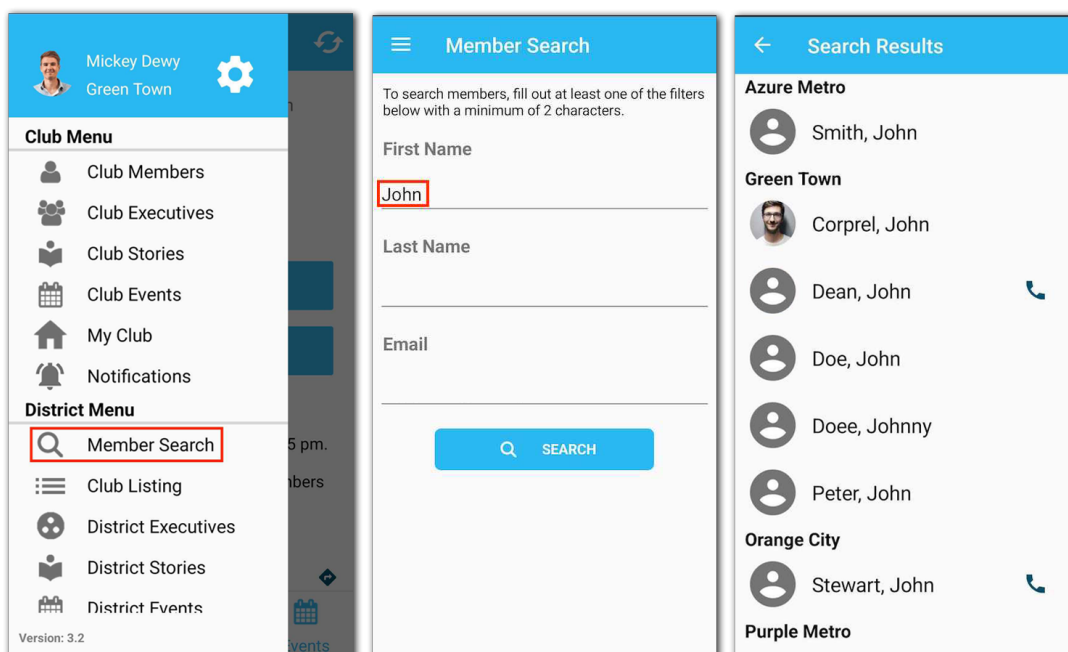 Mickey Dewy
Green Town
Club Menu
Club Members
Club Executives
Club Stories
Club Events
My Club
Notifications
District Menu
Member Search
Club Listing
District Executives
District Stories
District Events
Version: 3.2
5 pm.
Events
Member Search
To search members, fill out at least one of the filters
below with a minimum of 2 characters.
First Name
John
Last Name
Email
SEARCH
Search Results
Azure Metro
Smith, John
Green Town
Corprel, John
Dean, John
Doe, John
Doee, Johnny
Peter, John
Orange City
Stewart, John
Purple Metro